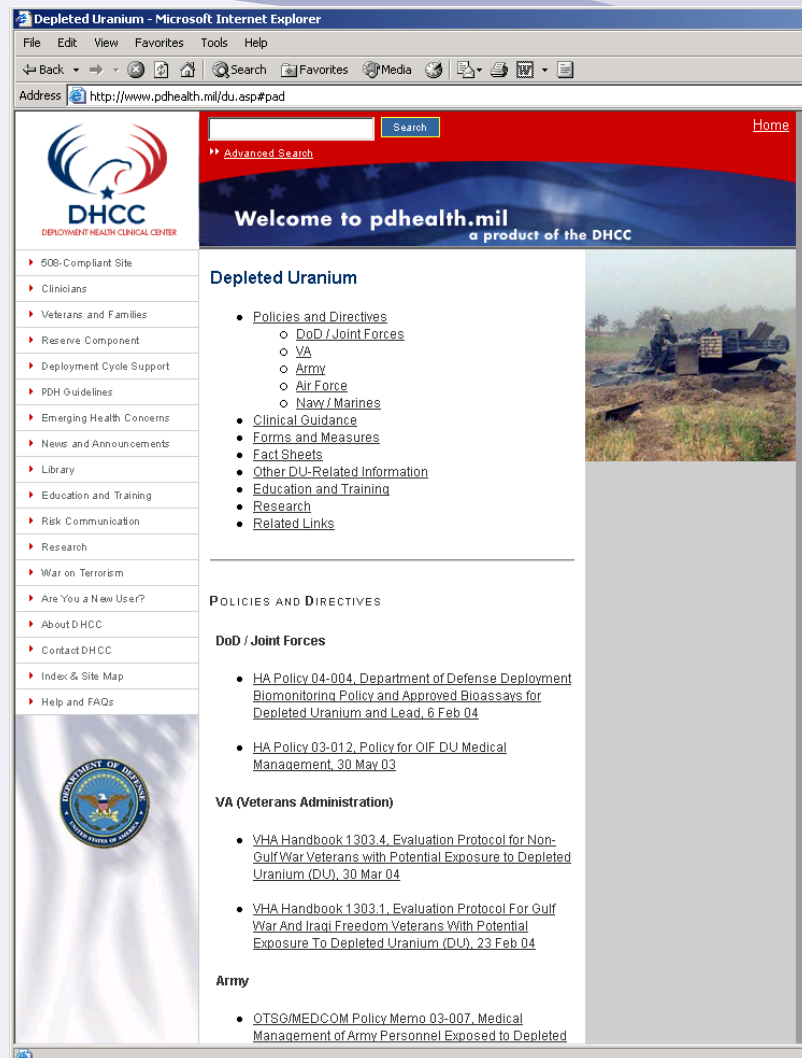 Depleted Uranium - Microsoft Internet Explorer
File Edit View Favorites Tools Help
Back Search Favorites Media
Address http://www.pdhealth.mil/du.asp#pad
Search
Home
Advanced Search
DHCC
DEPLOYMENT HEALTH CLINICAL CENTER
Welcome to pdhealth.mil
a product of the DHCC
508-Compliant Site
Clinicians
Veterans and Families
Reserve Component
Deployment Cycle Support
PDH Guidelines
Emerging Health Concerns
News and Announcements
Library
Education and Training
Risk Communication
Research
War on Terrorism
Are You a New User?
About DHCC
Contact DHCC
Index & Site Map
Help and FAQs
DEPARTMENT OF DEFENSE
UNITED STATES OF AMERICA
Depleted Uranium
Policies and Directives
DoD / Joint Forces
VA
Army
Air Force
Navy / Marines
Clinical Guidance
Forms and Measures
Fact Sheets
Other DU-Related Information
Education and Training
Research
Related Links
POLICIES AND DIRECTIVES
DoD / Joint Forces
HA Policy 04-004, Department of Defense Deployment
Biomonitoring Policy and Approved Bioassays for
Depleted Uranium and Lead, 6 Feb 04
HA Policy 03-012, Policy for OIF DU Medical
Management, 30 May 03
VA (Veterans Administration)
VHA Handbook 1303.4, Evaluation Protocol for Non-
Gulf War Veterans with Potential Exposure to Depleted
Uranium (DU), 30 Mar 04
VHA Handbook 1303.1, Evaluation Protocol For Gulf
War And Iraqi Freedom Veterans With Potential
Exposure To Depleted Uranium (DU), 23 Feb 04
Army
OTSG/MEDCOM Policy Memo 03-007, Medical
Management of Army Personnel Exposed to Depleted